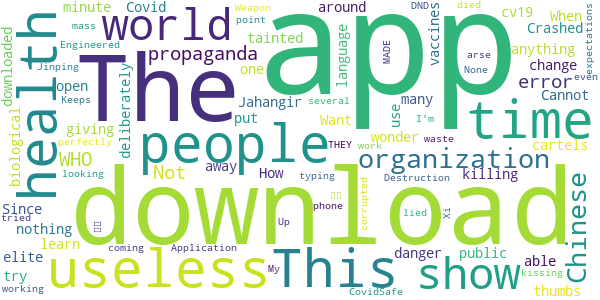 minute Covid world around DND Weapon died cv19 When Crashed
mass point The app expectations
downloaded tainted language vaccines MADE arse
Engineered propaganda None even
Jinping open one several anything change error
health deliberately Jahangir use many I'm Cannot time
Keeps giving put Want THEY work wonder cartels
biological WHO people away How typing waste organization
perfectly looking Not killing
Since phone corrupted Destruction lied Xi
tried nothing download Chinese
elite learn Up coming Application danger public able kissing
try working useless My This CovidSafe show thumbs